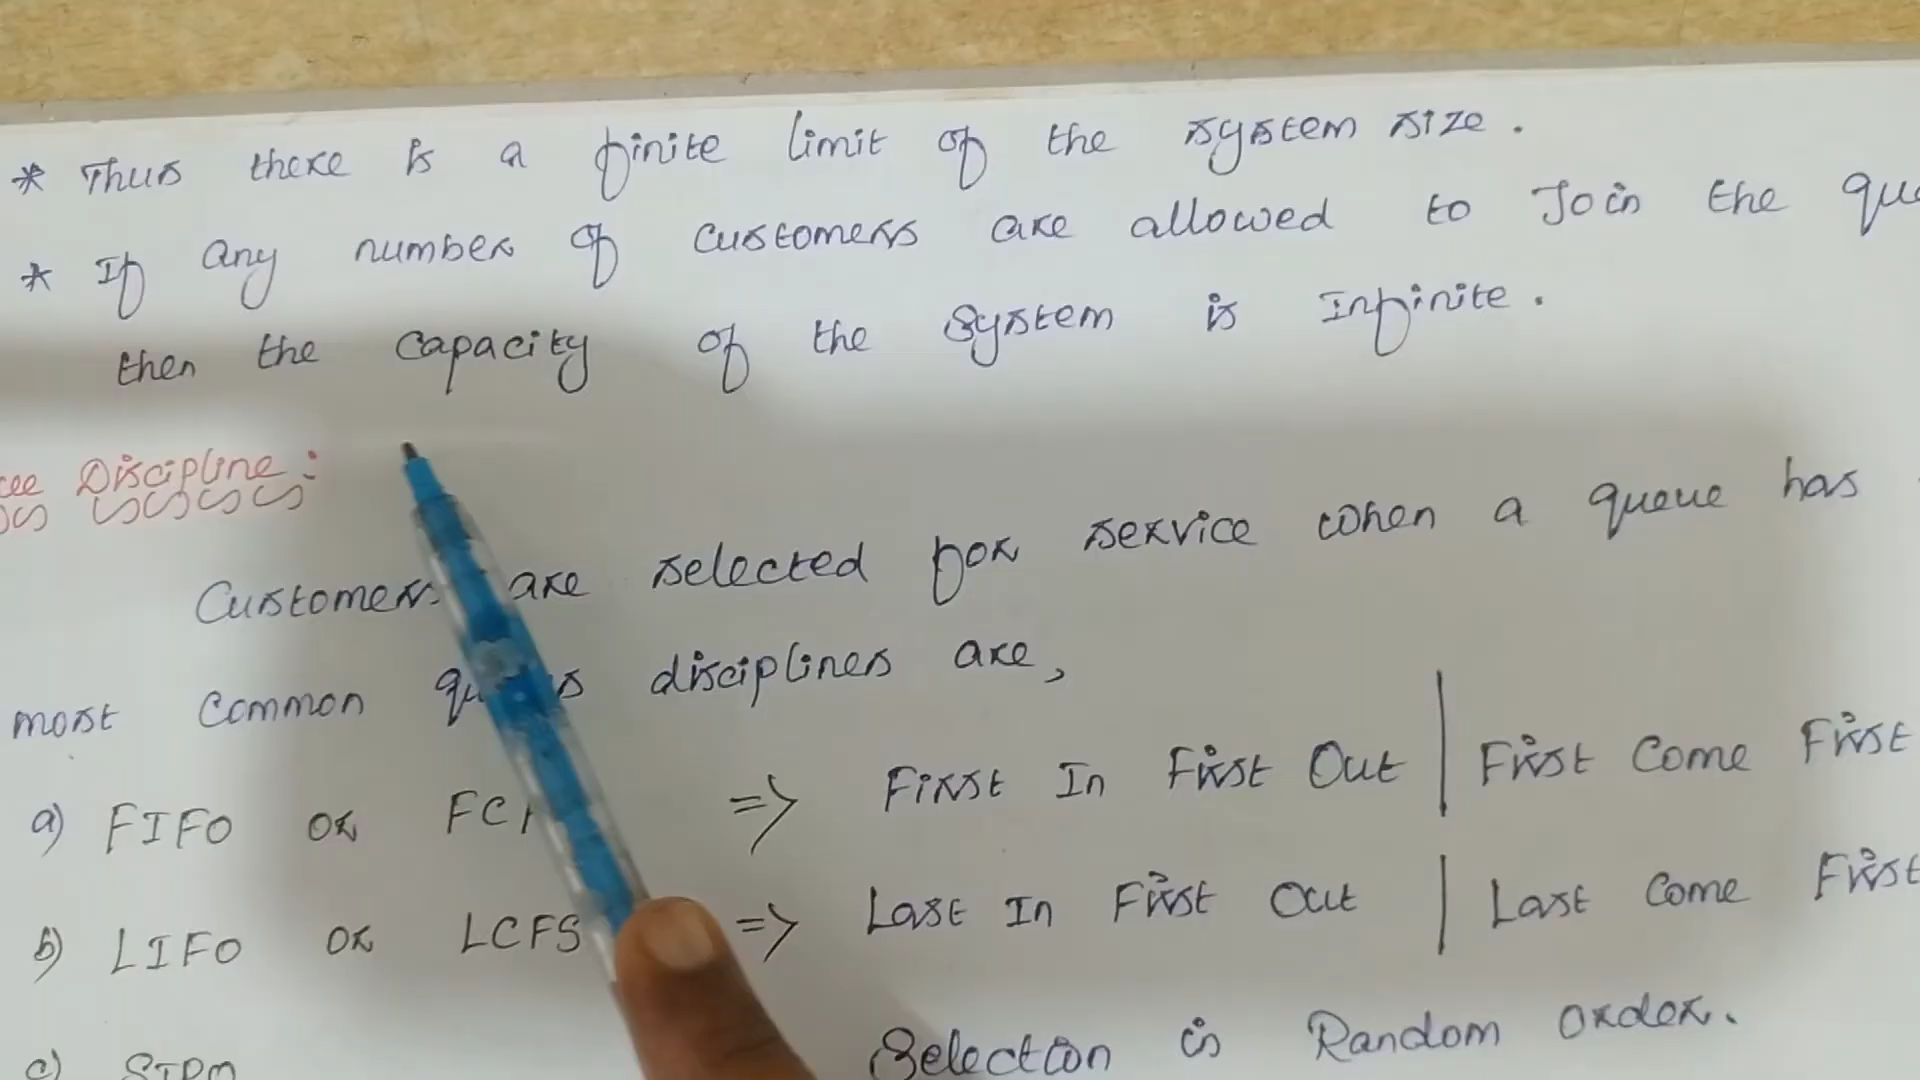 * Thus there is a finite limit of the system size.
* If any number of customers are allowed to Join the
then the capacity of the System is Infinite.
Discipline:
Customers are selected for service when a queue has
most common disciplines are,
a) FIFO or => First In First Out | First Come First
b) LIFO or LCFS => Last In First Out | Last Come First
c) Selection is Random order.